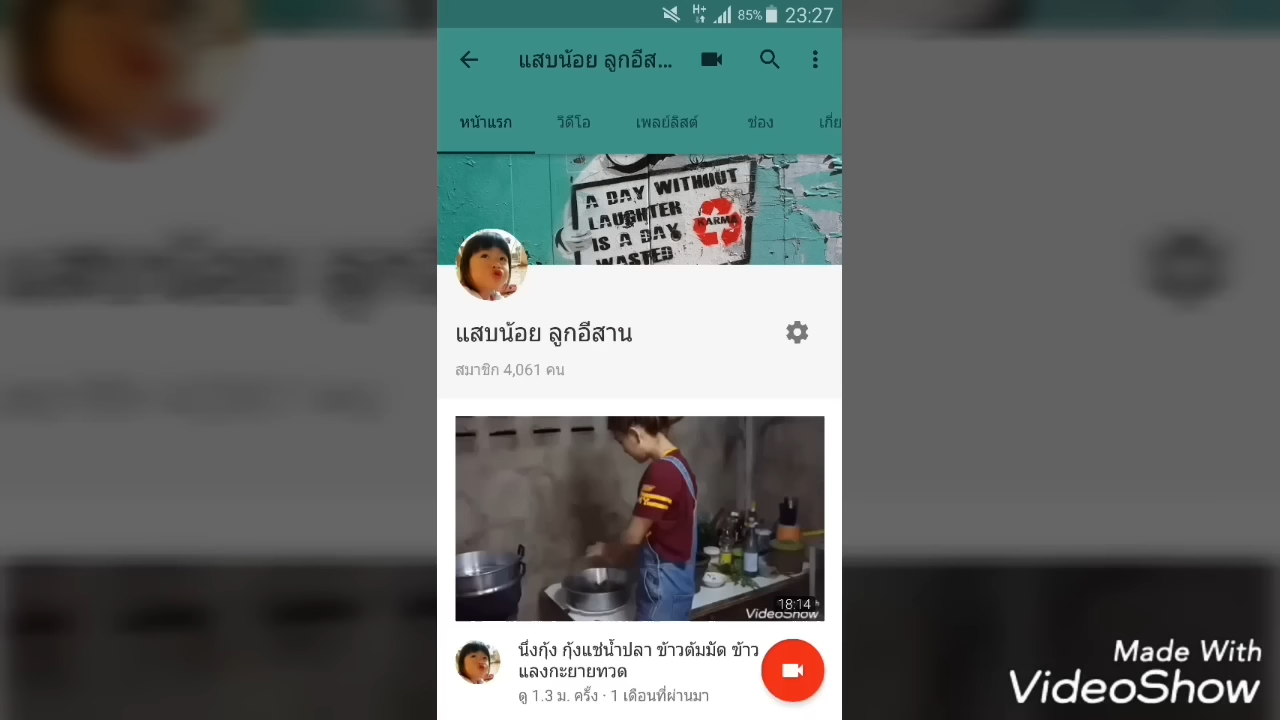 H+ 85% 23:27
แสบน้อย ลูกอีส...
หน้าแรก วิดีโอ เพลย์ลิสต์ ช่อง เกี่ย
A DAY WITHOUT
LAUGHTER
IS A DAY
WASTED
KARMA
แสบน้อย ลูกอีสาน
สมาชิก 4,061 คน
18:14
VideoShow
นึ่งกุ้ง กุ้งแช่น้ำปลา ข้าวต้มมัด ข้าว
แลงกะยายทวด
ดู 1.3 ม. ครั้ง · 1 เดือนที่ผ่านมา
Made With
VideoShow